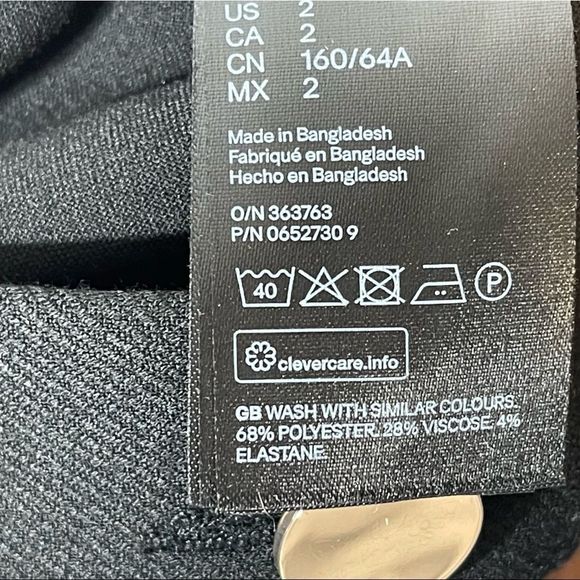 US 2
CA 2
CN 160/64A
MX 2
Made in Bangladesh
Fabriqué en Bangladesh
Hecho en Bangladesh
O/N 363763
P/N 0652730 9
40 P
clevercare.info
GB WASH WITH SIMILAR COLOURS.
68% POLYESTER. 28% VISCOSE. 4%
ELASTANE.